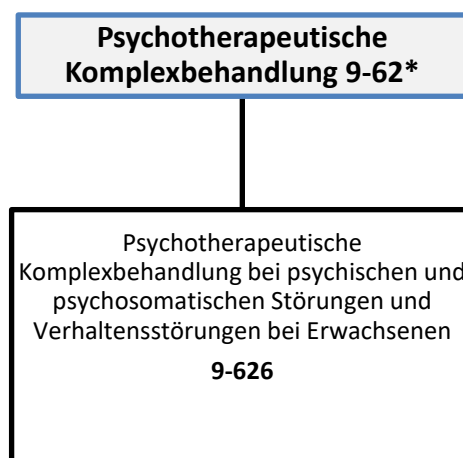 Psychotherapeutische
Komplexbehandlung 9-62*
Psychotherapeutische
Komplexbehandlung bei psychischen und
psychosomatischen Störungen und
Verhaltensstörungen bei Erwachsenen
9-626